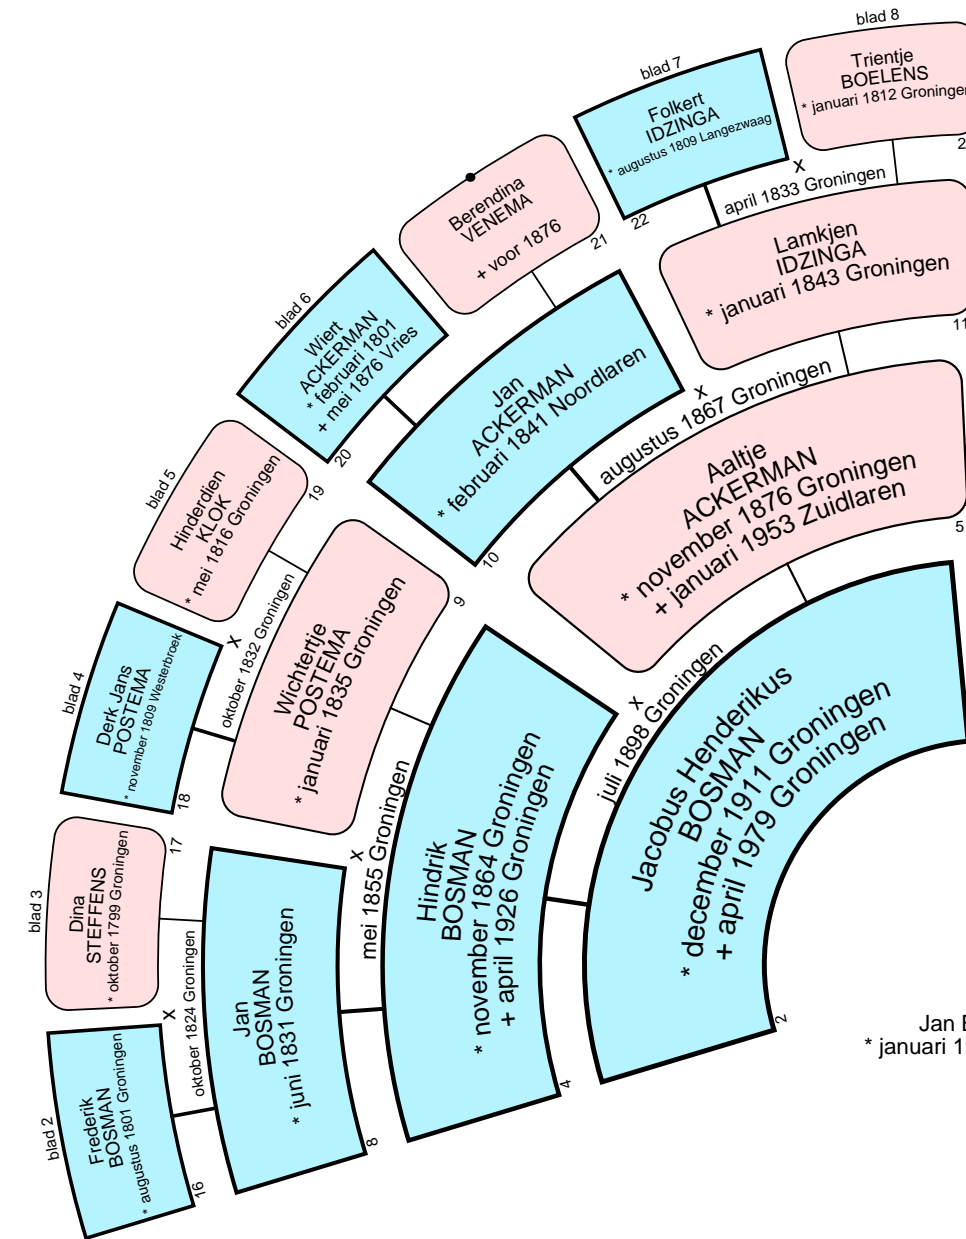 blad 8
Trientje
BOELENS
* januari 1812 Groningen
blad 7
Folkert
IDZINGA
* augustus 1809 Langezwaag
22
x
april 1833 Groningen
Lamkjen
IDZINGA
* januari 1843 Groningen
11
Berendina
VENEMA
+ voor 1876
21
blad 6
Wiert
ACKERMAN
* februari 1801
+ mei 1876 Vries
20
Jan
ACKERMAN
* februari 1841 Noordlaren
10
x
augustus 1867 Groningen
Aaltje
ACKERMAN
* november 1876 Groningen
+ januari 1953 Zuidlaren
5
blad 5
Hinderdien
KLOK
* mei 1816 Groningen
19
blad 4
Derk Jans
POSTEMA
* november 1809 Westerbroek
18
x
oktober 1832 Groningen
Wichtertje
POSTEMA
* januari 1835 Groningen
9
blad 3
Dina
STEFFENS
* oktober 1799 Groningen
17
blad 2
Frederik
BOSMAN
* augustus 1801 Groningen
16
x
oktober 1824 Groningen
Jan
BOSMAN
* juni 1831 Groningen
8
x
mei 1855 Groningen
Hindrik
BOSMAN
* november 1864 Groningen
+ april 1926 Groningen
4
x
juli 1898 Groningen
Jacobus Henderikus
BOSMAN
* december 1911 Groningen
+ april 1979 Groningen
2
Jan
* januari